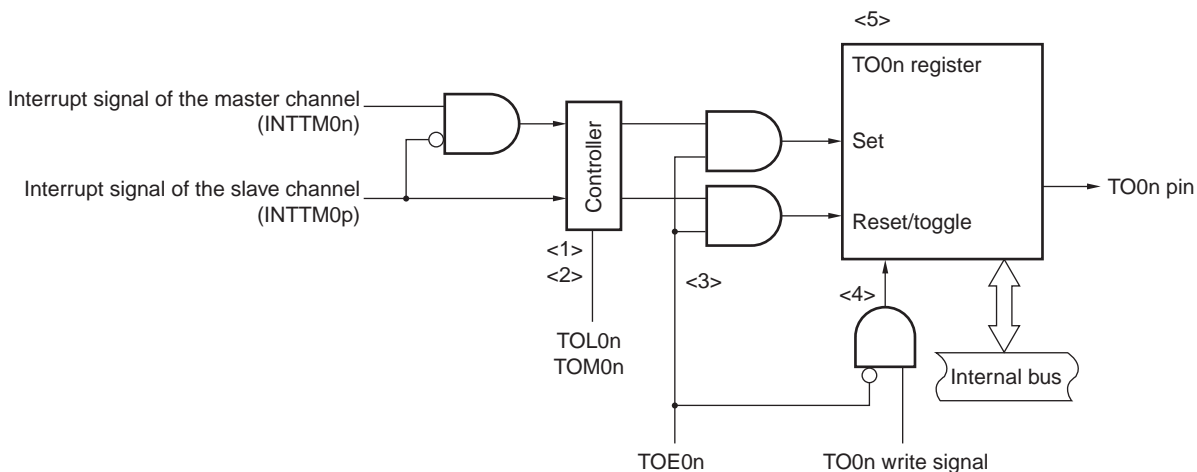 <5>
TO0n register
Interrupt signal of the master channel
(INTTM0n)
Set
Controller
Interrupt signal of the slave channel
(INTTM0p)
TO0n pin
Reset/toggle
<1>
<2>
<3>
<4>
TOL0n
TOM0n
Internal bus
TOE0n
TO0n write signal